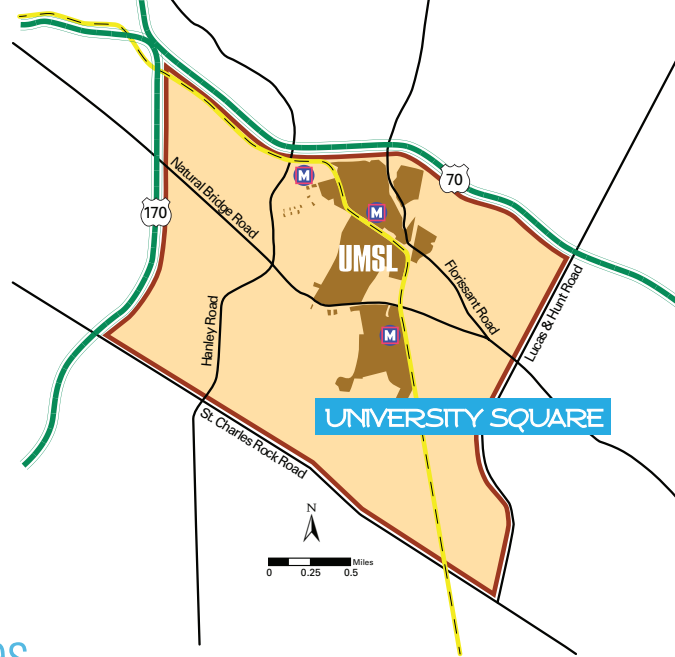 70
M
Natural Bridge Road
170
M
UMSL
Florissant Road
Lucas & Hunt Road
Hanley Road
M
UNIVERSITY SQUARE
St. Charles Rock Road
N
Miles
0 0.25 0.5